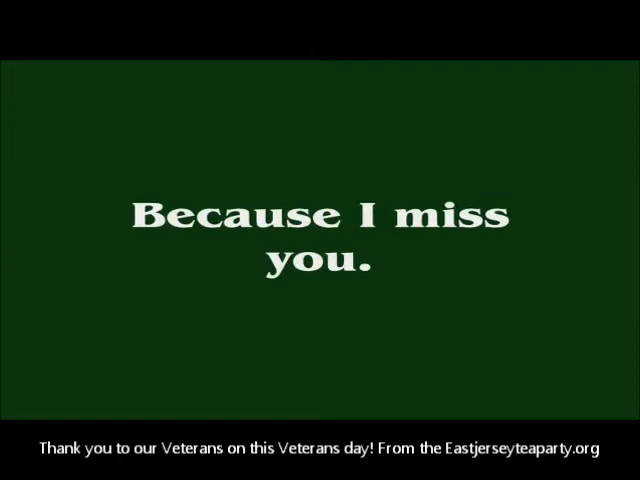 Because I miss
you.
Thank you to our Veterans on this Veterans day! From the Eastjerseyteaparty.org